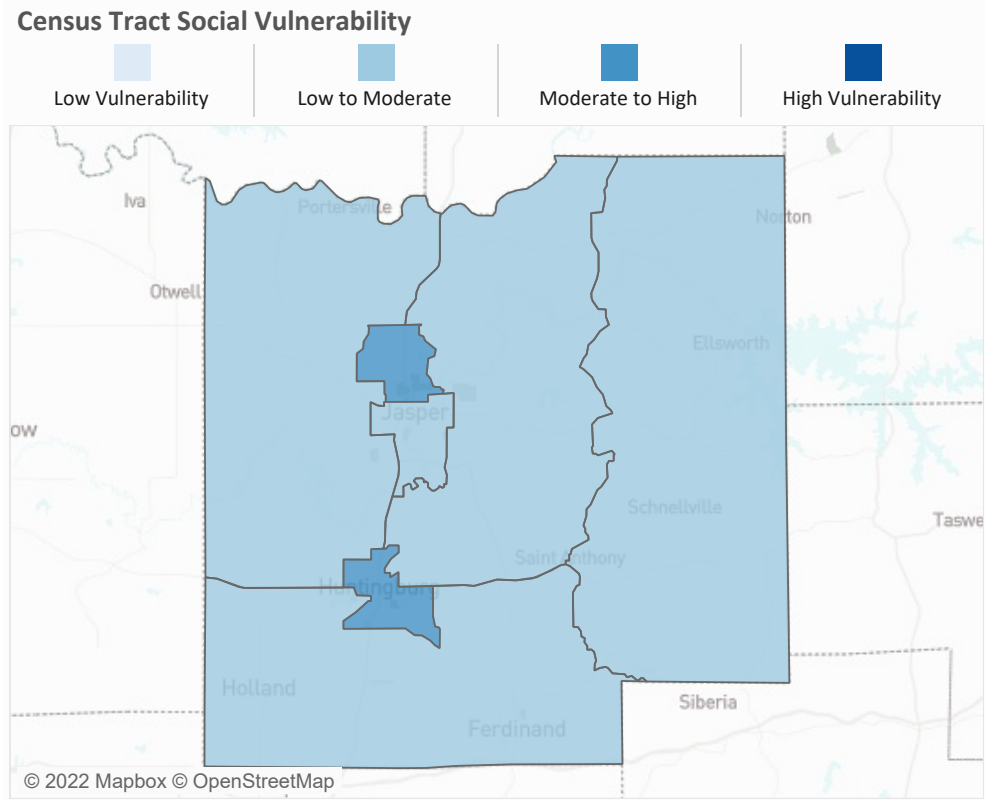 Census Tract Social Vulnerability
Low Vulnerability
Low to Moderate
Moderate to High
High Vulnerability
Iva
Portersville
Norton
Otwell
Ellsworth
Jasper
ow
Schnellville
Taswe
Saint Anthony
Huntingburg
Holland
Siberia
Ferdinand
© 2022 Mapbox © OpenStreetMap